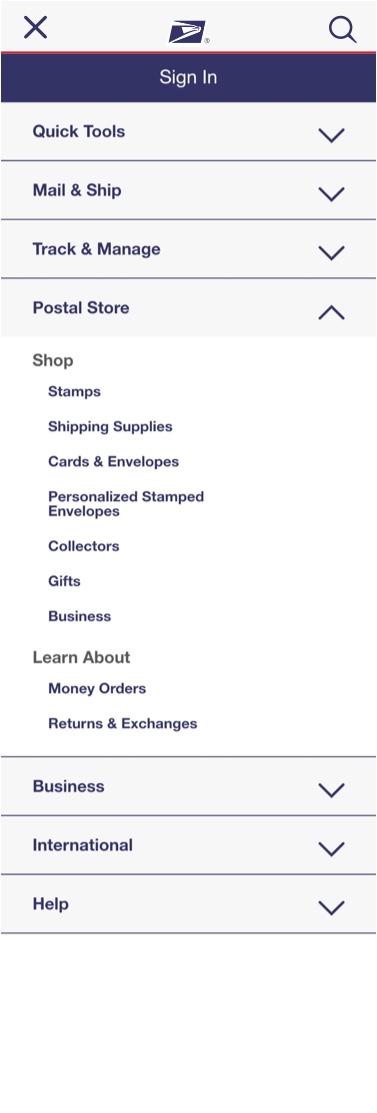 Sign In
Quick Tools
Mail & Ship
Track & Manage
Postal Store
Shop
Stamps
Shipping Supplies
Cards & Envelopes
Personalized Stamped
Envelopes
Collectors
Gifts
Business
Learn About
Money Orders
Returns & Exchanges
Business
International
Help